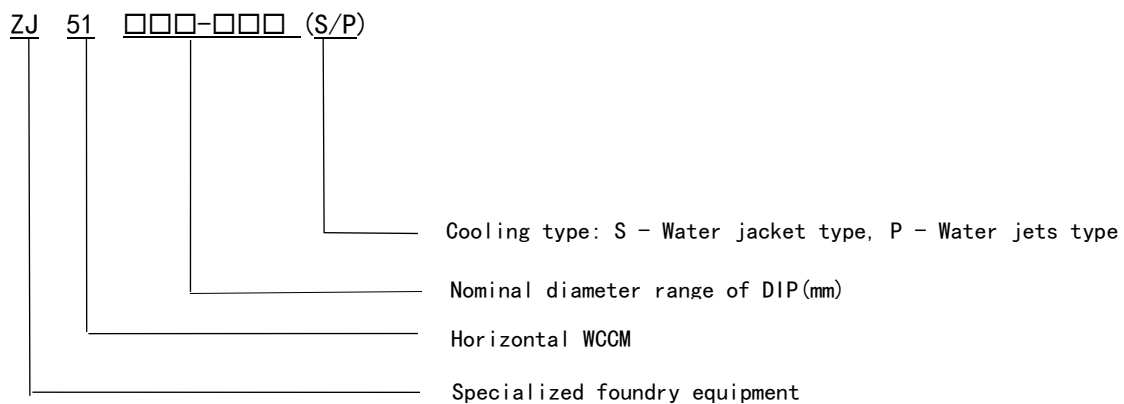 ZJ 51 □□□-□□□ (S/P)
Cooling type: S - Water jacket type, P - Water jets type
Nominal diameter range of DIP(mm)
Horizontal WCCM
Specialized foundry equipment